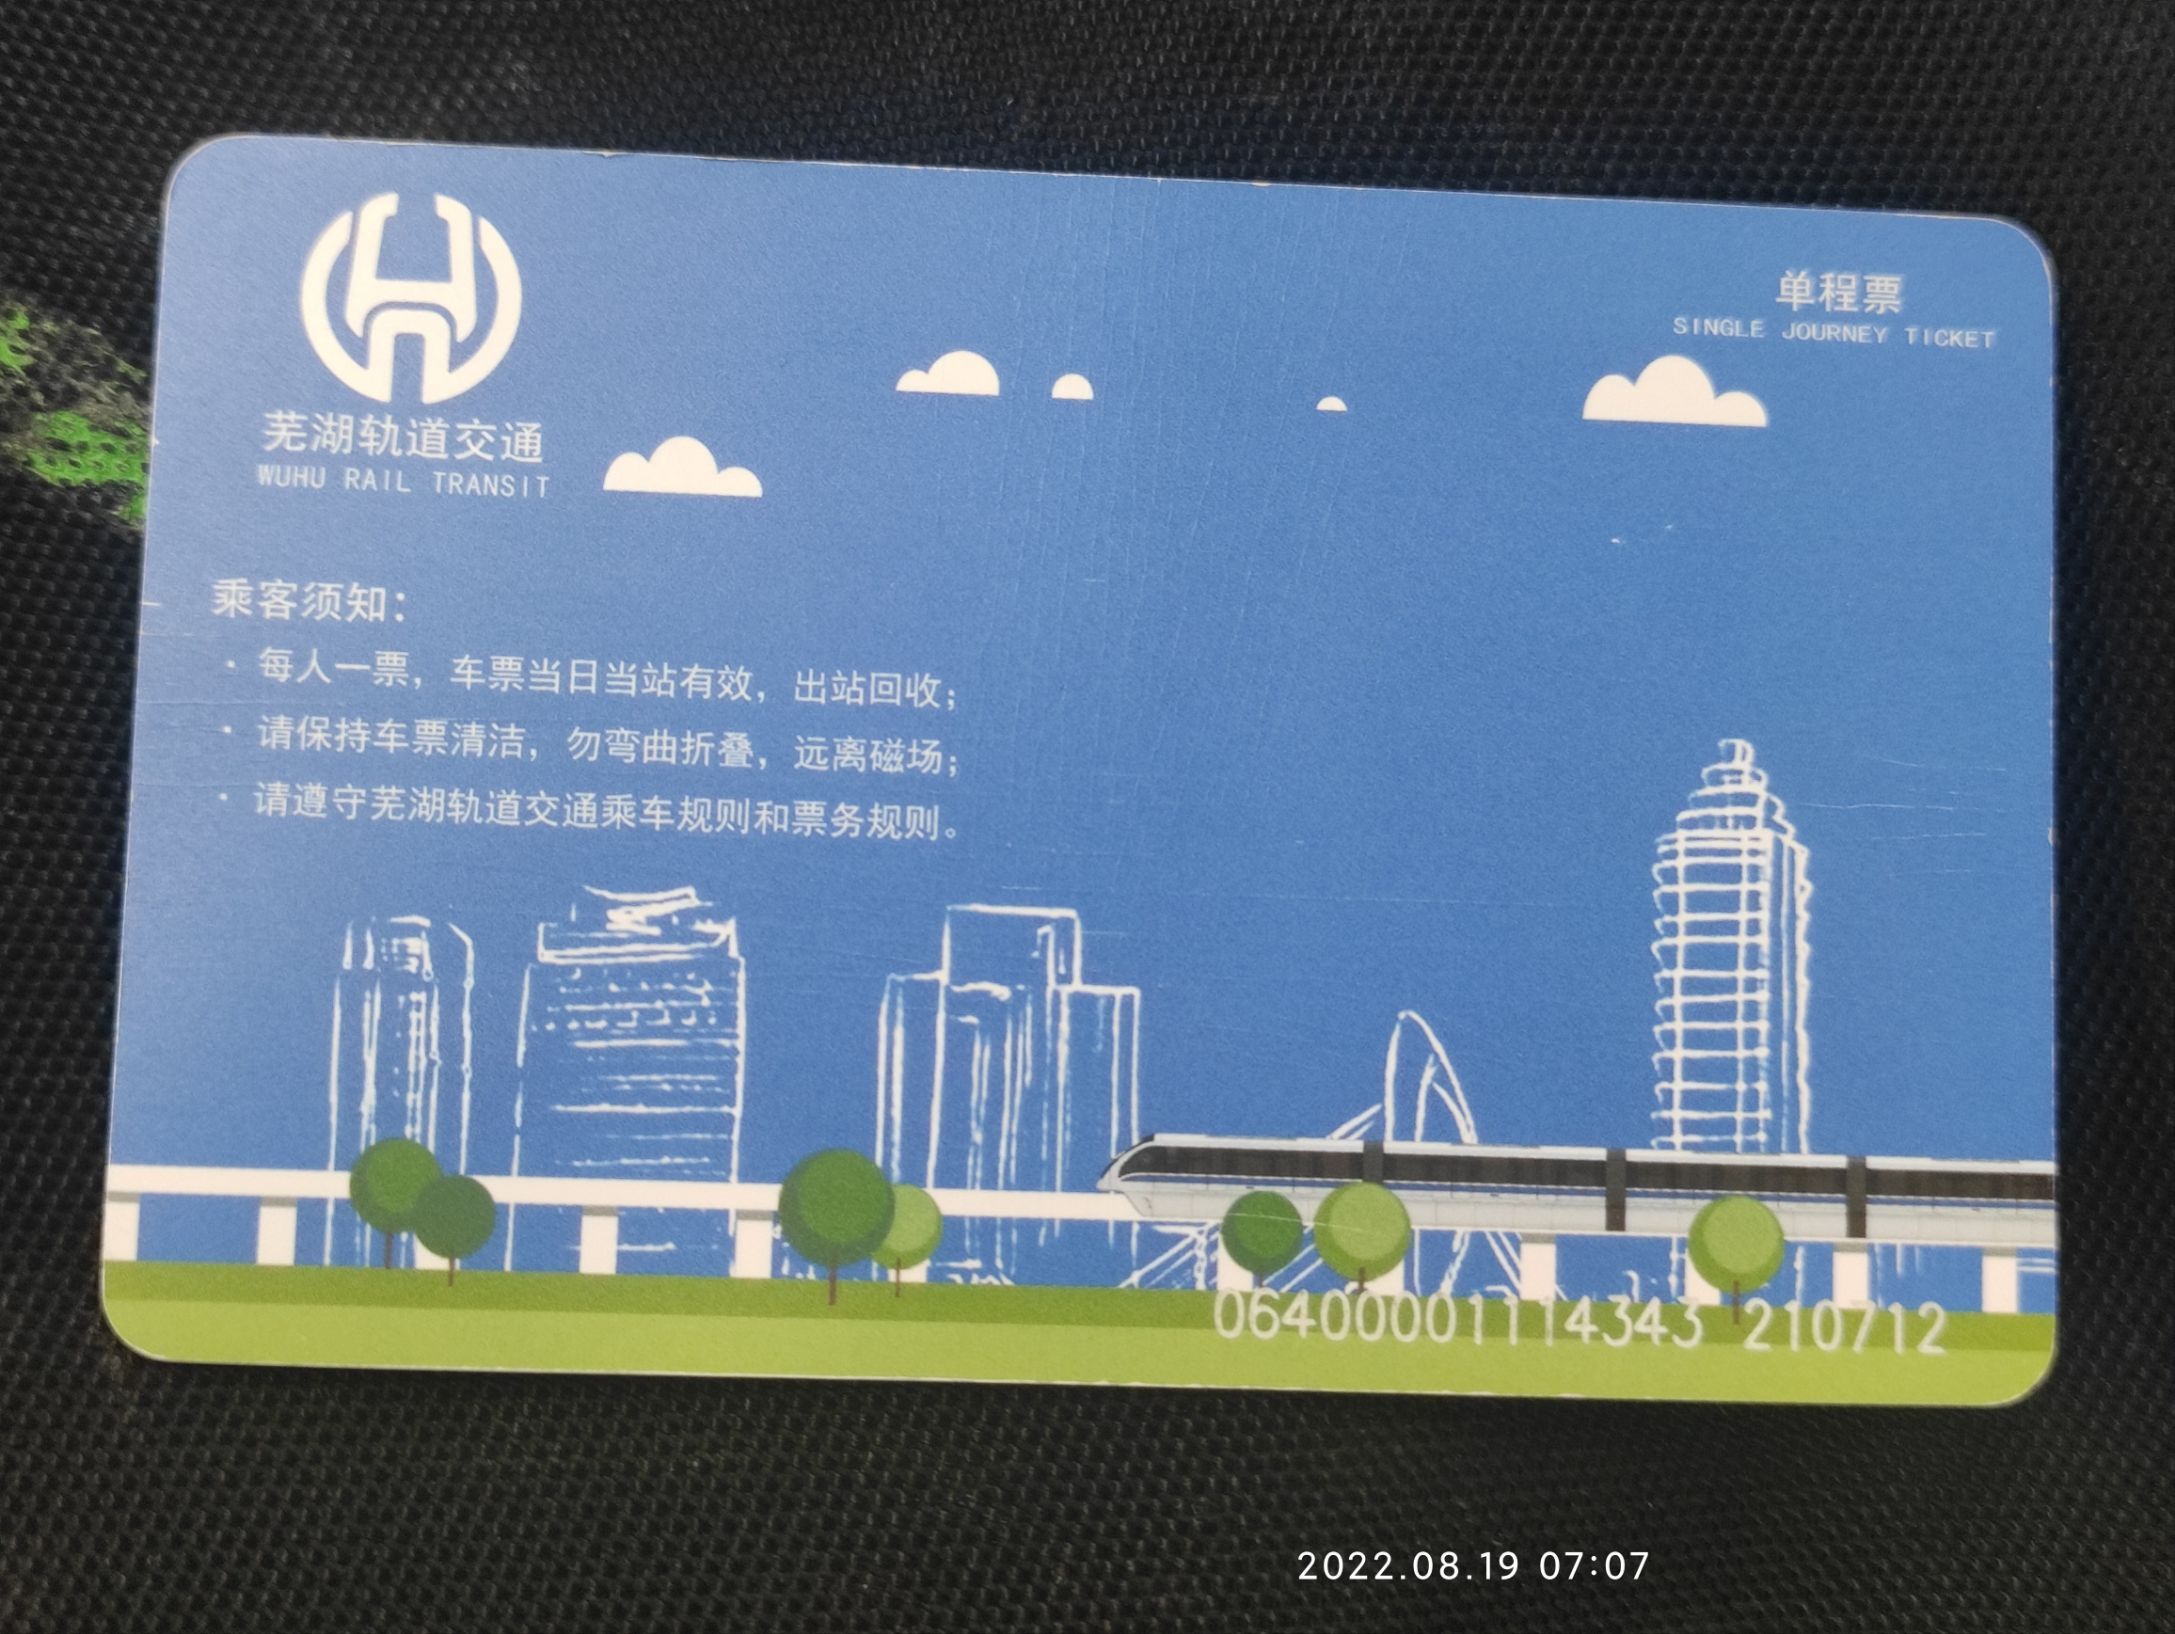 芜湖轨道交通
WUHU RAIL TRANSIT
单程票
SINGLE JOURNEY TICKET
乘客须知：
·每人一票，车票当日当站有效，出站回收；
·请保持车票清洁，勿弯曲折叠，远离磁场；
·请遵守芜湖轨道交通乘车规则和票务规则。
06400001114343 210712
2022.08.19 07:07